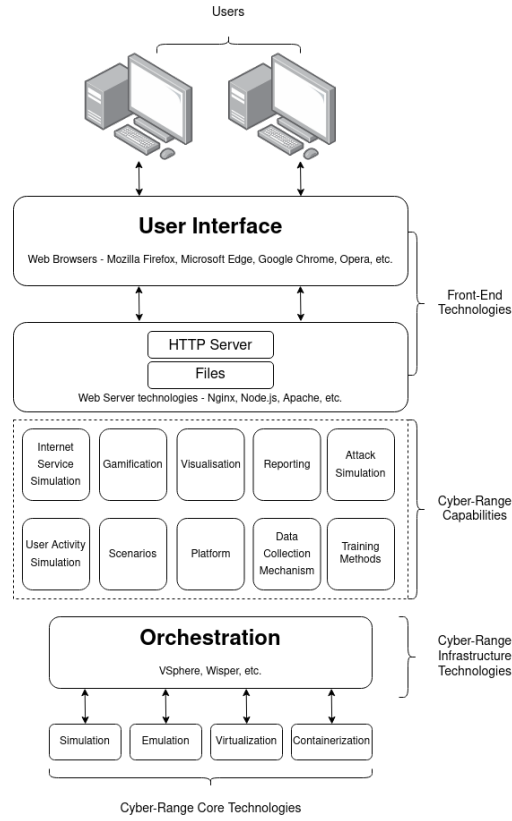 Users
User Interface
Web Browsers - Mozilla Firefox, Microsoft Edge, Google Chrome, Opera, etc.
Front-End
Technologies
HTTP Server
Files
Web Server technologies - Nginx, Node.js, Apache, etc.
Internet
Service
Simulation
Gamification
Visualisation
Reporting
Attack
Simulation
Cyber-Range
Capabilities
User Activity
Simulation
Scenarios
Platform
Data
Collection
Mechanism
Training
Methods
Orchestration
VSphere, Wisper, etc.
Cyber-Range
Infrastructure
Technologies
Simulation
Emulation
Virtualization
Containerization
Cyber-Range Core Technologies